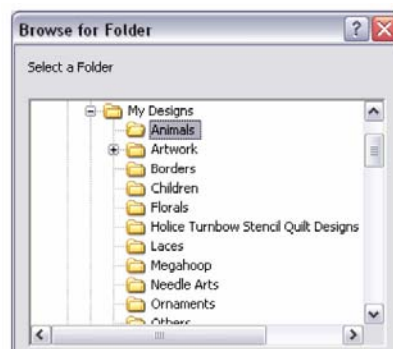 Browse for Folder
Select a Folder
My Designs
Animals
Artwork
Borders
Children
Florals
Holice Turnbow Stencil Quilt Designs
Laces
Megahoop
Needle Arts
Ornaments
Others